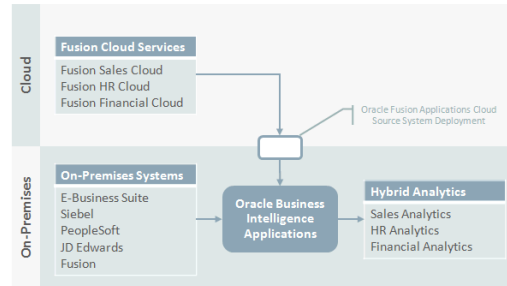 Cloud
Fusion Cloud Services
Fusion Sales Cloud
Fusion HR Cloud
Fusion Financial Cloud
Oracle Fusion Applications Cloud
Source System Deployment
On-Premises
On-Premises Systems
E-Business Suite
Siebel
PeopleSoft
JD Edwards
Fusion
Oracle Business
Intelligence
Applications
Hybrid Analytics
Sales Analytics
HR Analytics
Financial Analytics